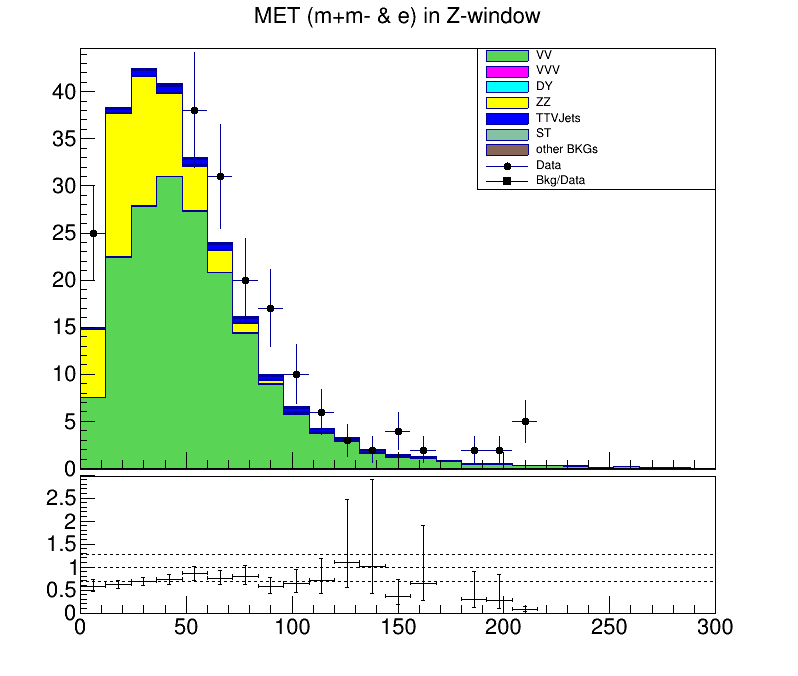 MET (m+m- & e) in Z-window
VV
VVV
DY
ZZ
TTVJets
ST
other BKGs
Data
Bkg/Data
40
35
30
25
20
15
10
5
0
2.5
2
1.5
1
0.5
0
0 50 100 150 200 250 300